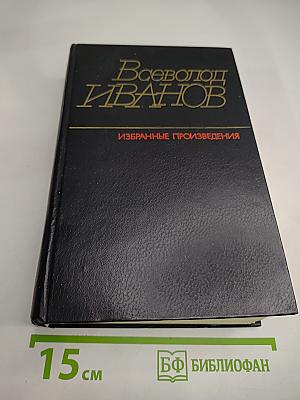 Всеволод
ИВАНОВ
ИЗБРАННЫЕ ПРОИЗВЕДЕНИЯ
15 см
БФ БИБЛИОФАН